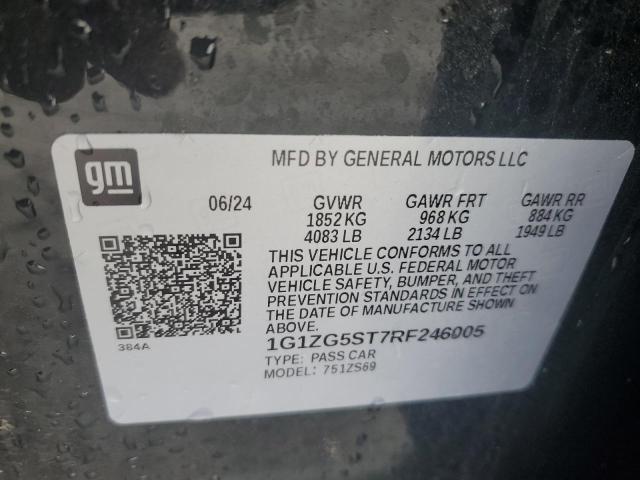 gm
MFD BY GENERAL MOTORS LLC
06/24 GVWR GAWR FRT GAWR RR
1852 KG 968 KG 884 KG
4083 LB 2134 LB 1949 LB
THIS VEHICLE CONFORMS TO ALL
APPLICABLE U.S. FEDERAL MOTOR
VEHICLE SAFETY, BUMPER, AND THEFT
PREVENTION STANDARDS IN EFFECT ON
THE DATE OF MANUFACTURE SHOWN
ABOVE.
384A
1G1ZG5ST7RF246005
TYPE: PASS CAR
MODEL: 751ZS69